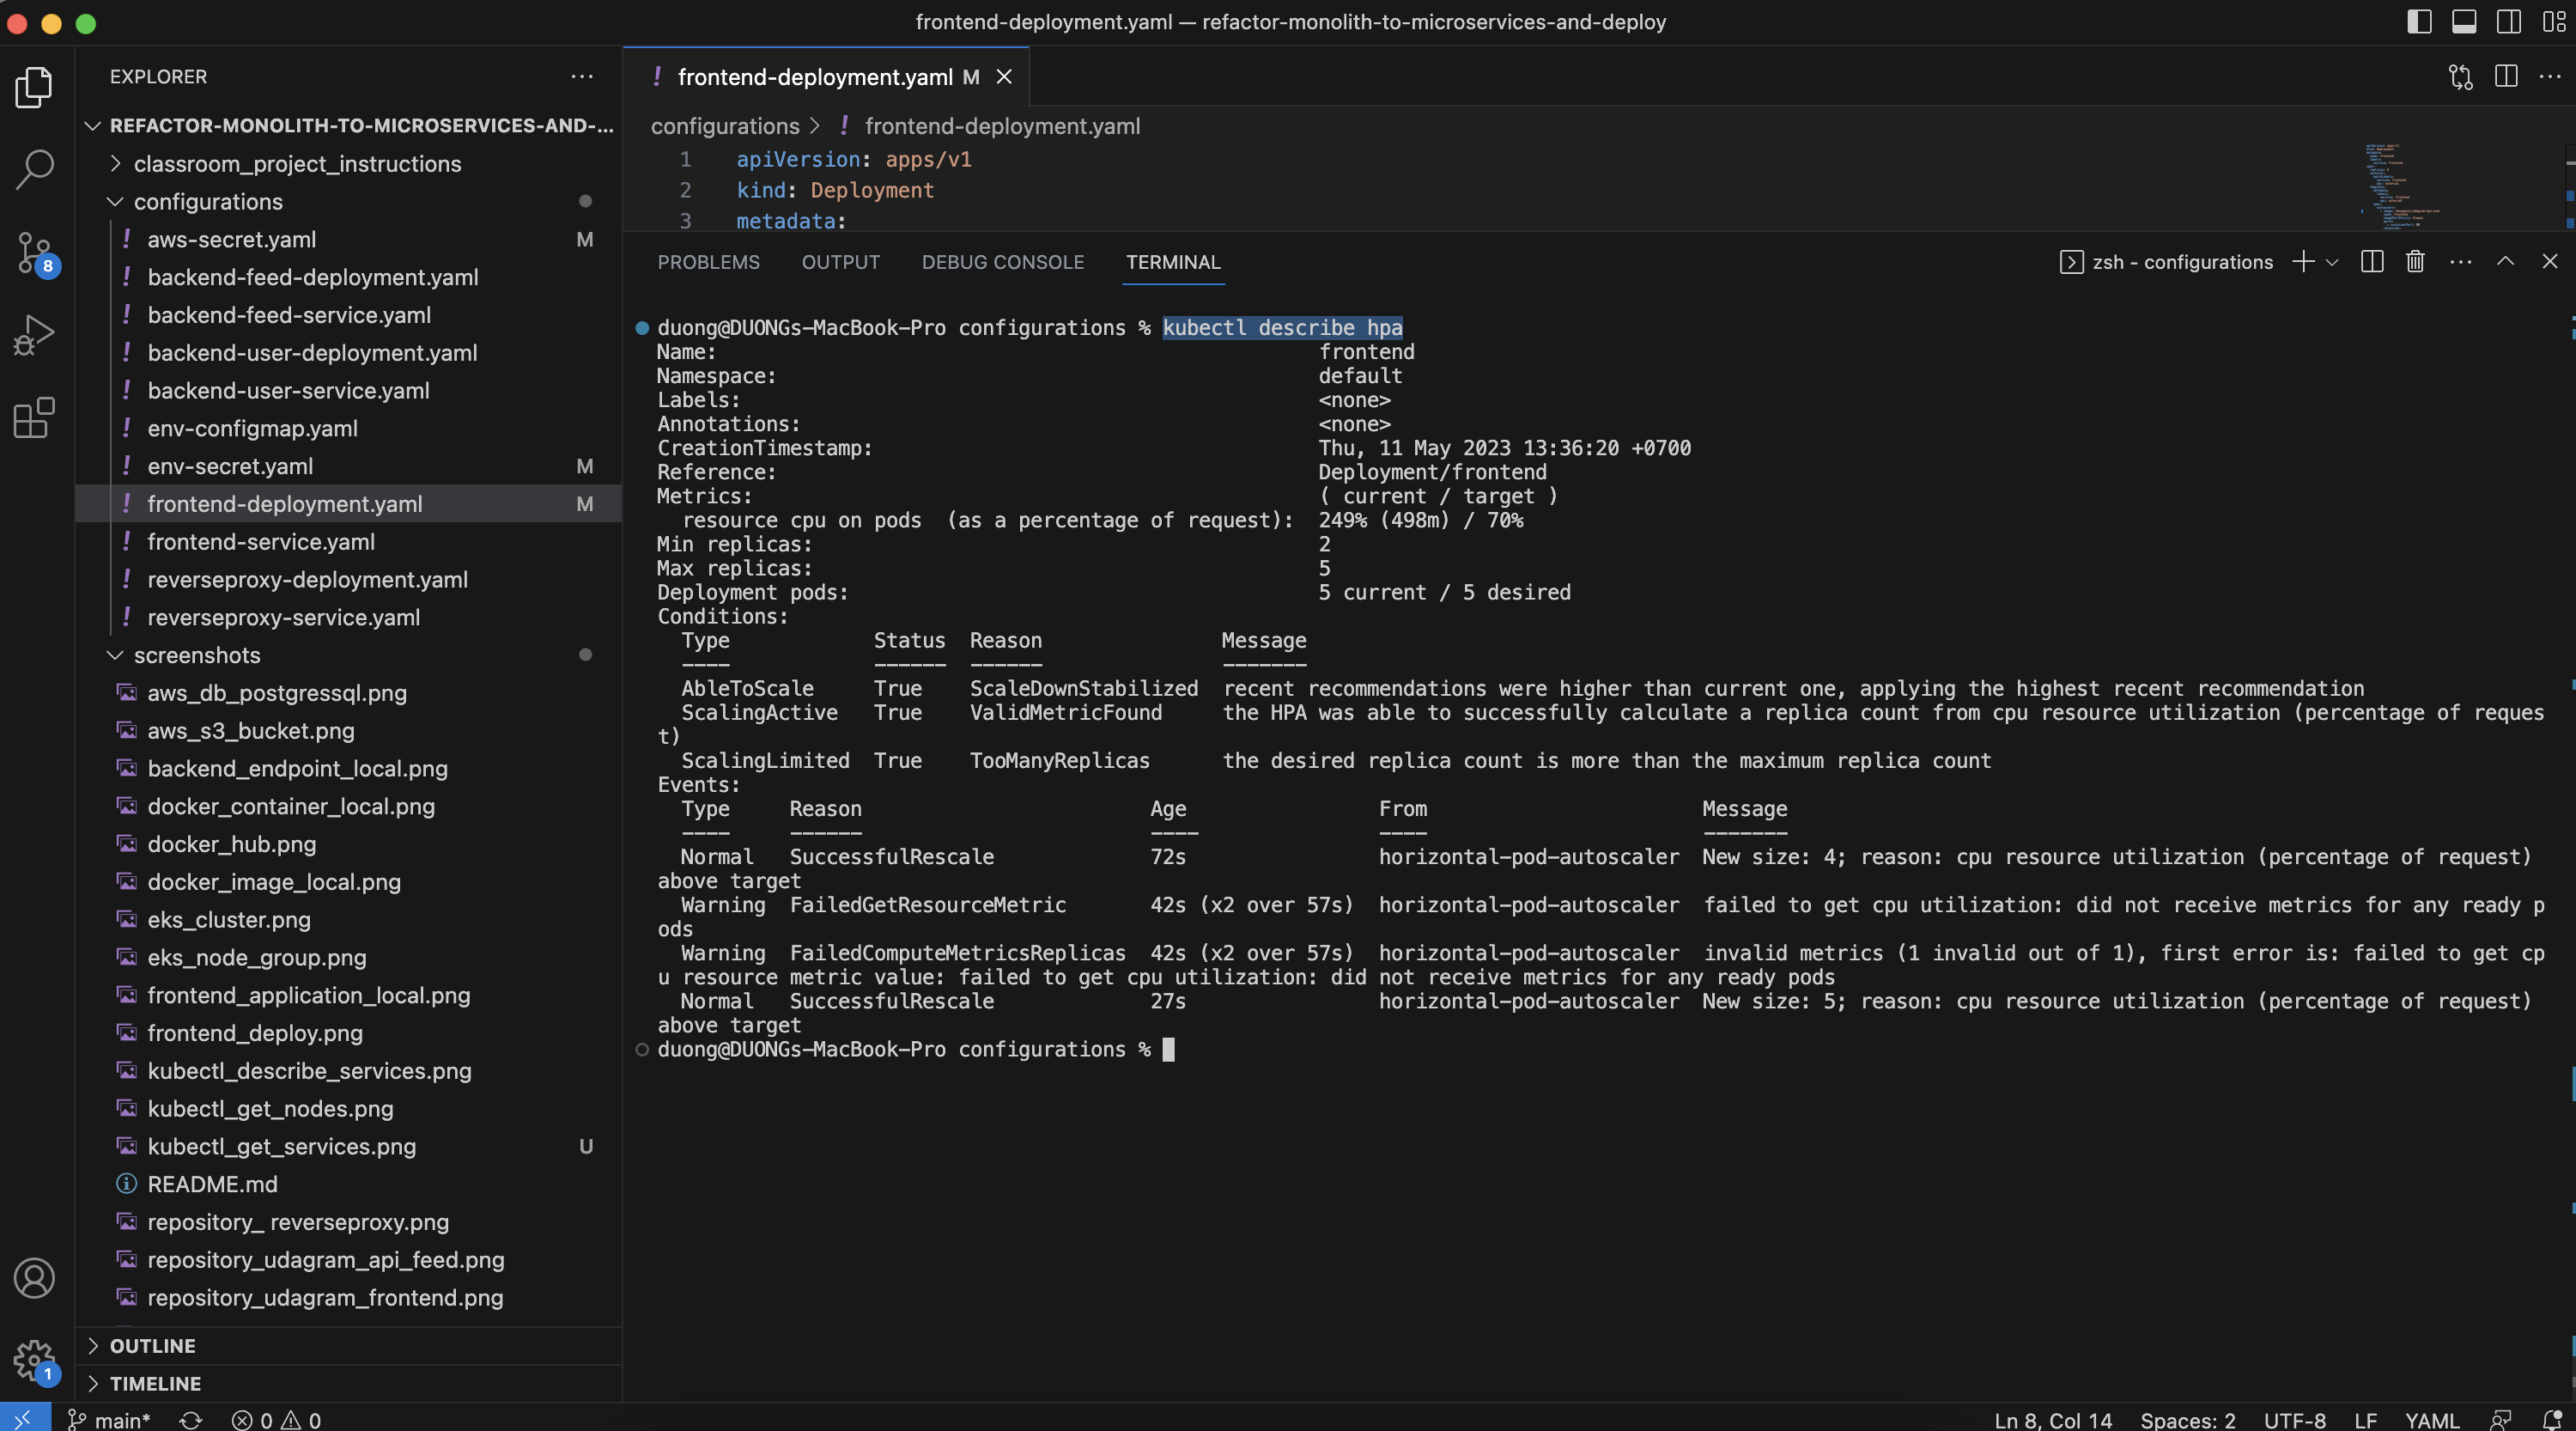 frontend-deployment.yaml — refactor-monolith-to-microservices-and-deploy
EXPLORER
REFACTOR-MONOLITH-TO-MICROSERVICES-AND-...
classroom_project_instructions
configurations
aws-secret.yaml M
backend-feed-deployment.yaml
backend-feed-service.yaml
backend-user-deployment.yaml
backend-user-service.yaml
env-configmap.yaml
env-secret.yaml M
frontend-deployment.yaml M
frontend-service.yaml
reverseproxy-deployment.yaml
reverseproxy-service.yaml
screenshots
aws_db_postgressql.png
aws_s3_bucket.png
backend_endpoint_local.png
docker_container_local.png
docker_hub.png
docker_image_local.png
eks_cluster.png
eks_node_group.png
frontend_application_local.png
frontend_deploy.png
kubectl_describe_services.png
kubectl_get_nodes.png
kubectl_get_services.png U
README.md
repository_ reverseproxy.png
repository_udagram_api_feed.png
repository_udagram_frontend.png
OUTLINE
TIMELINE
8
1
! frontend-deployment.yaml M
configurations > ! frontend-deployment.yaml
1 apiVersion: apps/v1
2 kind: Deployment
3 metadata:
PROBLEMS OUTPUT DEBUG CONSOLE TERMINAL
zsh - configurations
duong@DUONGs-MacBook-Pro configurations % kubectl describe hpa
Name: frontend
Namespace: default
Labels: <none>
Annotations: <none>
CreationTimestamp: Thu, 11 May 2023 13:36:20 +0700
Reference: Deployment/frontend
Metrics: ( current / target )
resource cpu on pods (as a percentage of request): 249% (498m) / 70%
Min replicas: 2
Max replicas: 5
Deployment pods: 5 current / 5 desired
Conditions:
Type Status Reason Message
---- ------ ------ -------
AbleToScale True ScaleDownStabilized recent recommendations were higher than current one, applying the highest recent recommendation
ScalingActive True ValidMetricFound the HPA was able to successfully calculate a replica count from cpu resource utilization (percentage of reques
t)
ScalingLimited True TooManyReplicas the desired replica count is more than the maximum replica count
Events:
Type Reason Age From Message
---- ------ ---- ---- -------
Normal SuccessfulRescale 72s horizontal-pod-autoscaler New size: 4; reason: cpu resource utilization (percentage of request)
above target
Warning FailedGetResourceMetric 42s (x2 over 57s) horizontal-pod-autoscaler failed to get cpu utilization: did not receive metrics for any ready p
ods
Warning FailedComputeMetricsReplicas 42s (x2 over 57s) horizontal-pod-autoscaler invalid metrics (1 invalid out of 1), first error is: failed to get cp
u resource metric value: failed to get cpu utilization: did not receive metrics for any ready pods
Normal SuccessfulRescale 27s horizontal-pod-autoscaler New size: 5; reason: cpu resource utilization (percentage of request)
above target
duong@DUONGs-MacBook-Pro configurations %
main* 0 0
Ln 8, Col 14 Spaces: 2 UTF-8 LF YAML